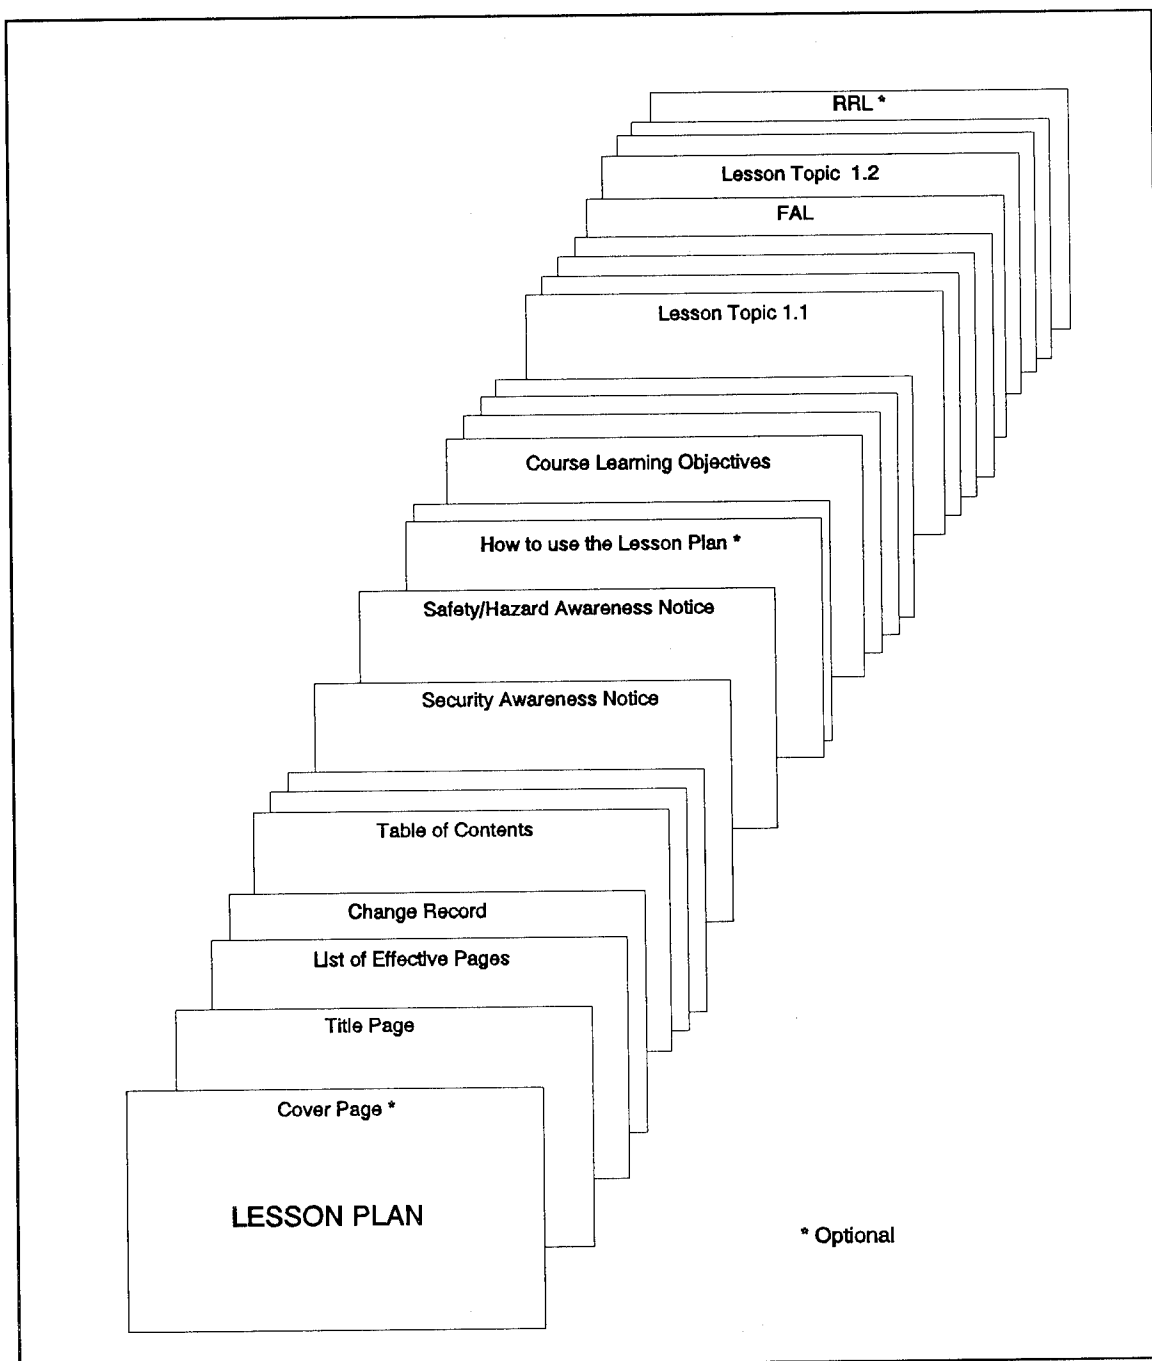 RRL *
Lesson Topic 1.2
FAL
Lesson Topic 1.1
Course Learning Objectives
How to use the Lesson Plan *
Safety/Hazard Awareness Notice
Security Awareness Notice
Table of Contents
Change Record
List of Effective Pages
Title Page
Cover Page *
LESSON PLAN
* Optional